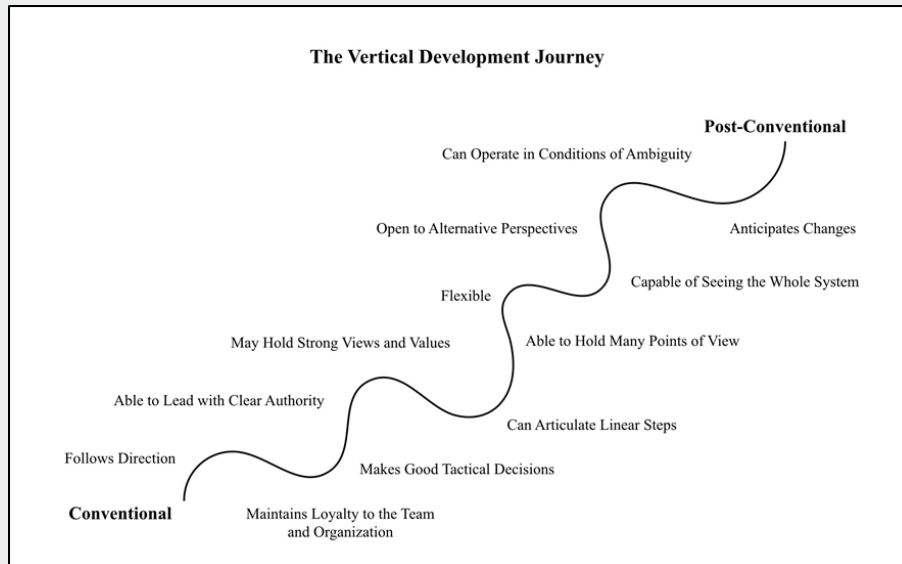 The Vertical Development Journey
Post-Conventional
Can Operate in Conditions of Ambiguity
Open to Alternative Perspectives
Anticipates Changes
Capable of Seeing the Whole System
Flexible
May Hold Strong Views and Values
Able to Hold Many Points of View
Able to Lead with Clear Authority
Can Articulate Linear Steps
Follows Direction
Makes Good Tactical Decisions
Conventional
Maintains Loyalty to the Team
and Organization